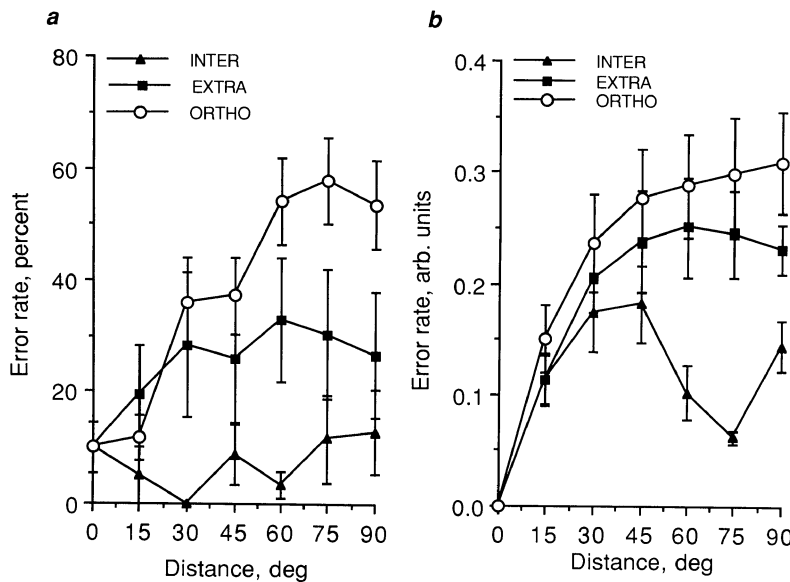 a
80
60
40
20
0
Error rate, percent
INTER
EXTRA
ORTHO
0 15 30 45 60 75 90
Distance, deg
b
0.4
0.3
0.2
0.1
0.0
Error rate, arb. units
INTER
EXTRA
ORTHO
0 15 30 45 60 75 90
Distance, deg